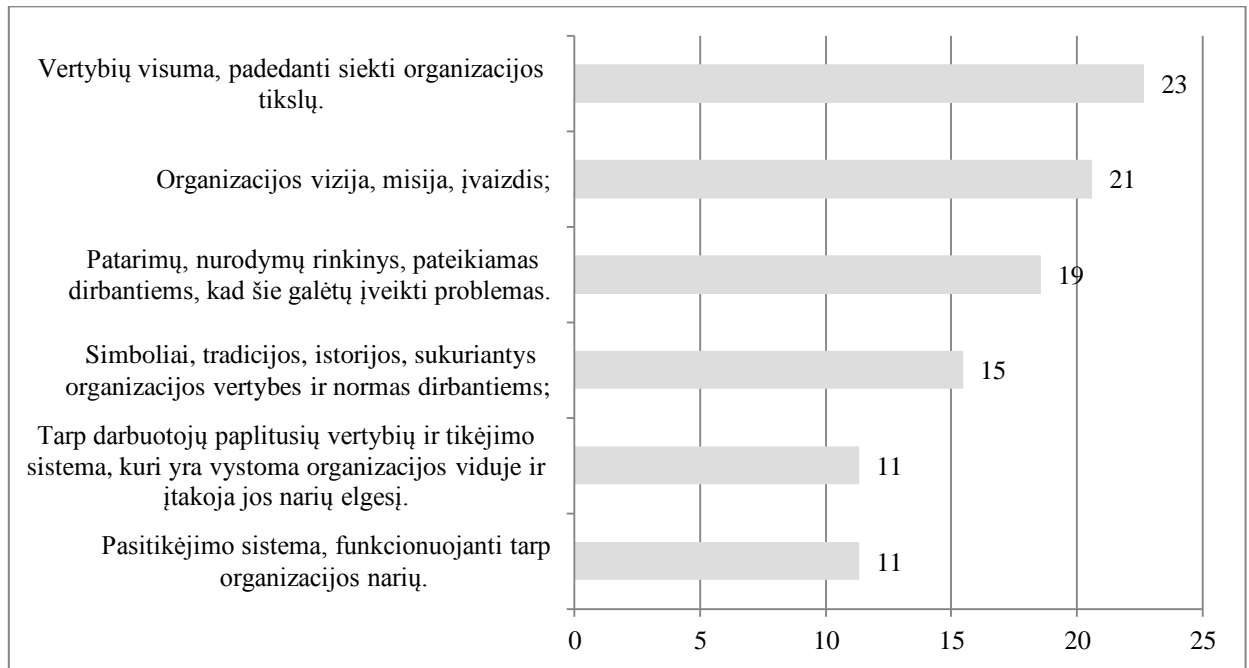 Vertybių visuma, padedanti siekti organizacijos
tikslų.
23
Organizacijos vizija, misija, įvaizdis;
21
Patarimų, nurodymų rinkinys, pateikiamas
dirbantiems, kad šie galėtų įveikti problemas.
19
Simboliai, tradicijos, istorijos, sukuriantys
organizacijos vertybes ir normas dirbantiems;
15
Tarp darbuotojų paplitusių vertybių ir tikėjimo
sistema, kuri yra vystoma organizacijos viduje ir
įtakoja jos narių elgesį.
11
Pasitikėjimo sistema, funkcionuojanti tarp
organizacijos narių.
11
0 5 10 15 20 25